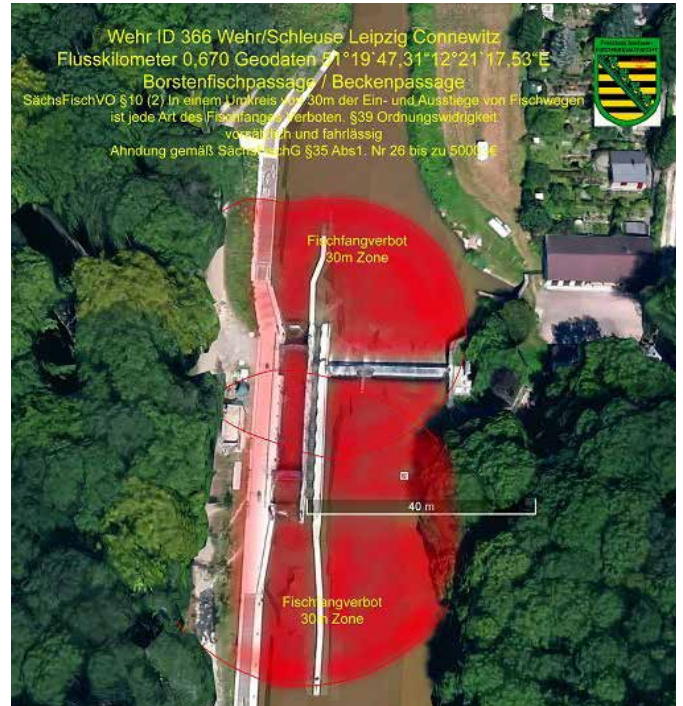 Wehr ID 366 Wehr/Schleuse Leipzig Connewitz
Flusskilometer 0,670 Geodaten 51°19`47,31“12°21`17,53“E
Borstenfischpassage / Beckenpassage
SächsFischVO §10 (2) In einem Umkreis von 30m der Ein- und Ausstiege von Fischwegen
ist jede Art des Fischfanges verboten. §39 Ordnungswidrigkeit
vorsätzlich und fahrlässig
Ahndung gemäß SächsFischG §35 Abs1. Nr 26 bis zu 5000 €
Fischfangverbot
30m Zone
40 m
Fischfangverbot
30m Zone